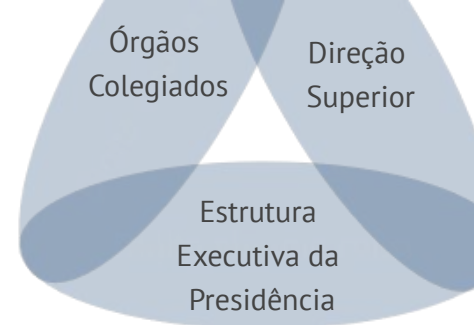 Órgãos
Colegiados
Direção
Superior
Estrutura
Executiva da
Presidência